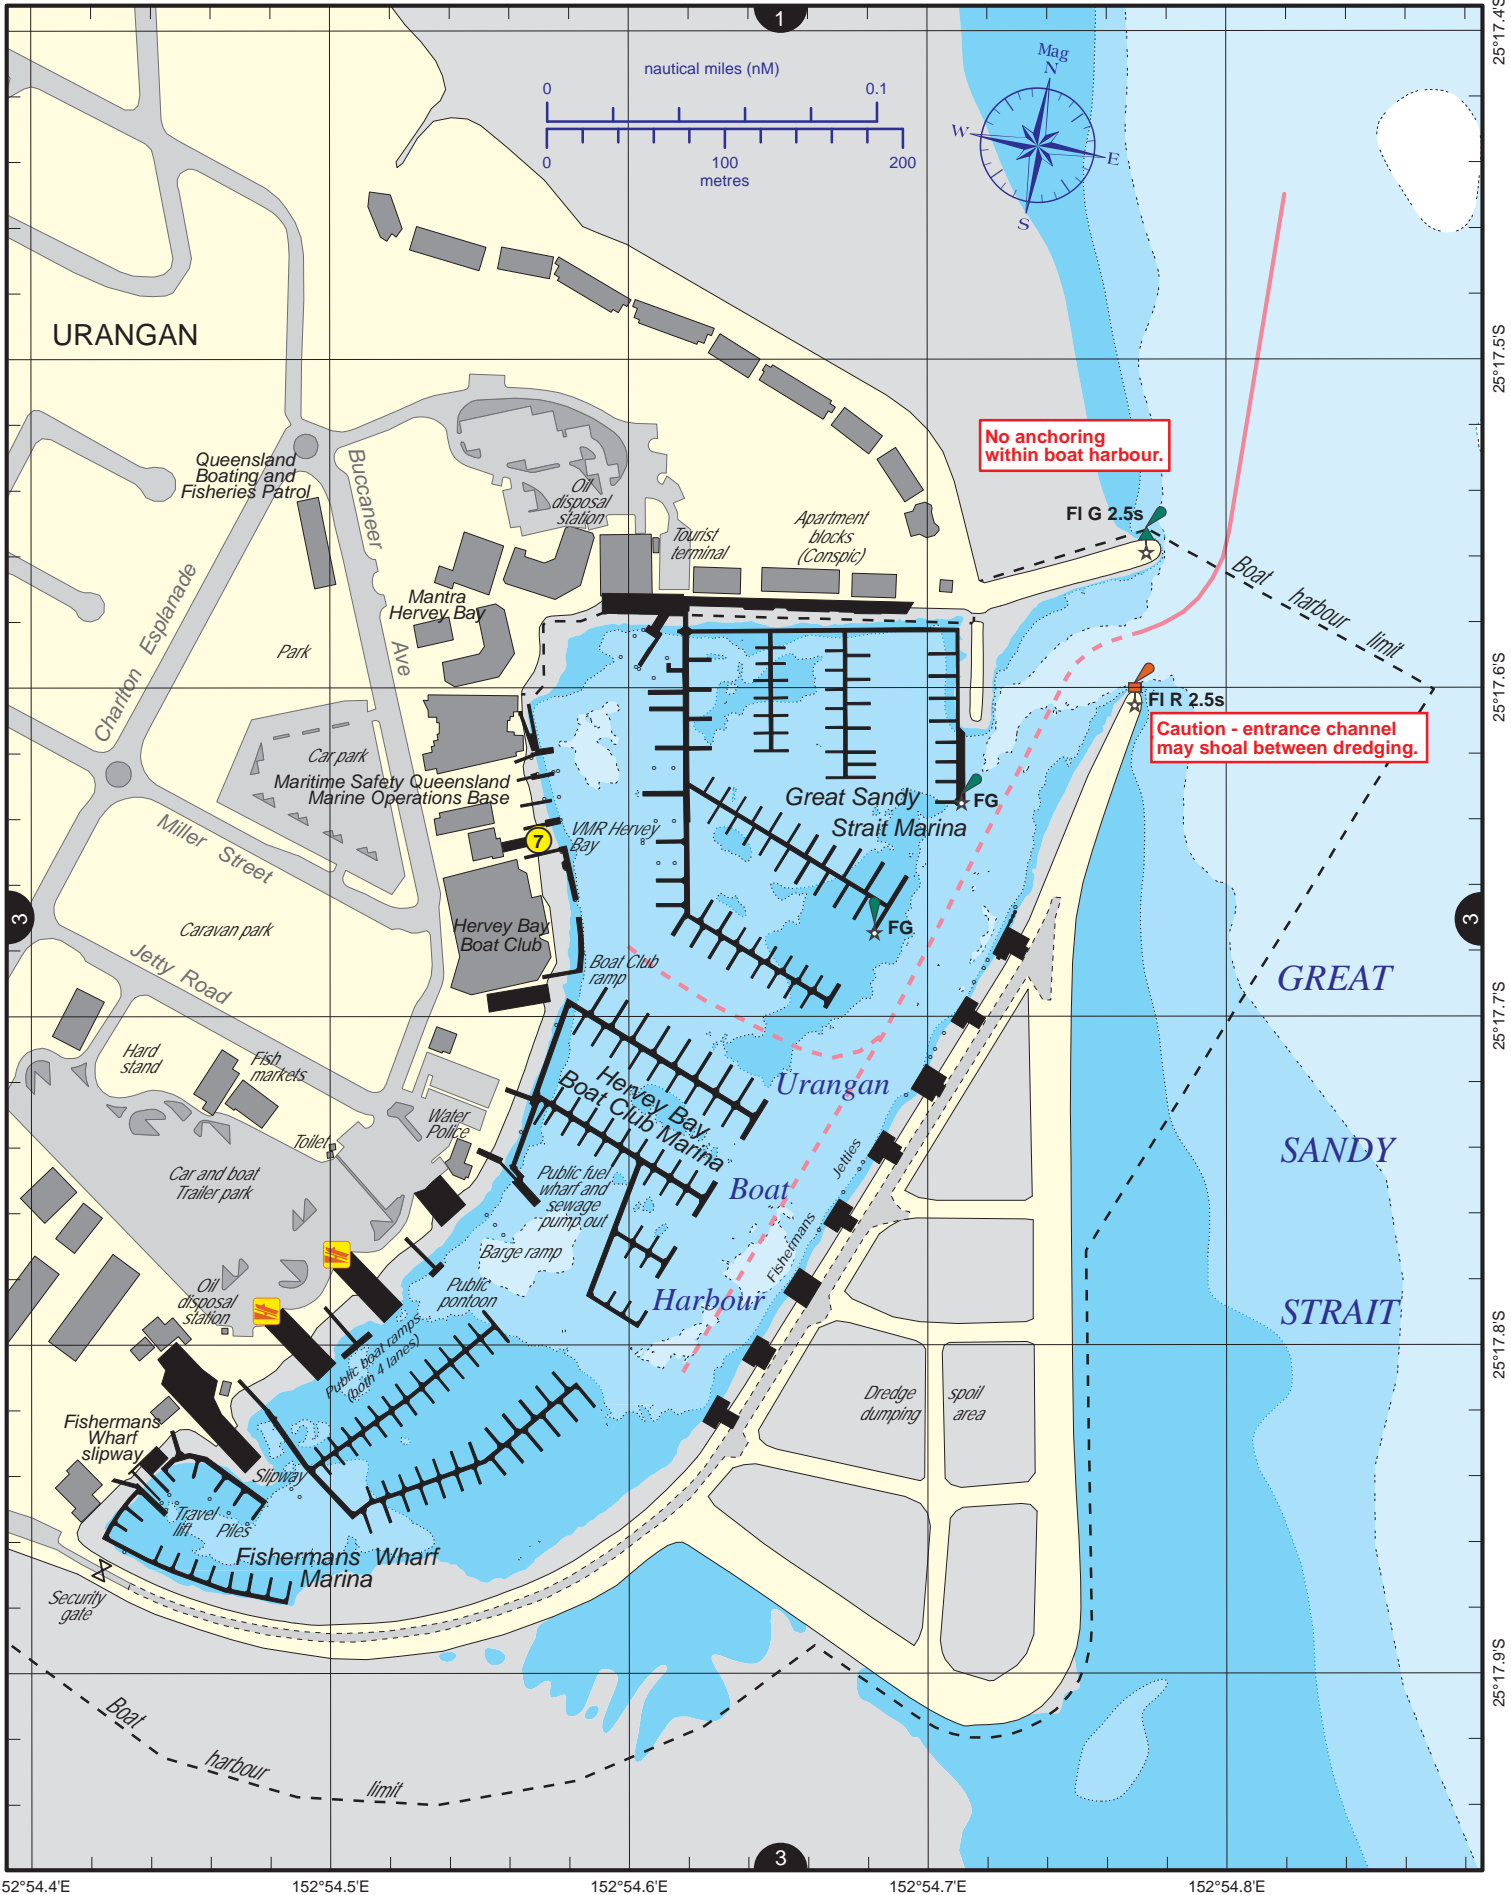 1
25°17.4'S
nautical miles (nM)
0
0.1
0
100
200
metres
Mag
N
W
E
S
URANGAN
25°17.5'S
No anchoring
within boat harbour.
Queensland
Boating and
Fisheries Patrol
Buccaneer
Ave
Oil
disposal
station
Tourist
terminal
Apartment
blocks
(Conspic)
Fl G 2.5s
Boat
harbour
limit
Charlton Esplanade
Mantra
Hervey Bay
Park
25°17.6'S
Fl R 2.5s
Caution - entrance channel
may shoal between dredging.
Car park
Maritime Safety Queensland
Marine Operations Base
Great Sandy
Strait Marina
FG
Miller Street
VMR Hervey
Bay
7
3
3
Caravan park
Hervey Bay
Boat Club
FG
Jetty Road
Boat Club
ramp
GREAT
25°17.7'S
Hard
stand
Fish
markets
Urangan
Hervey Bay
Boat Club Marina
Water
Police
Toilet
Car and boat
Trailer park
Public fuel
wharf and
sewage
pump out
Boat
Jetties
Fishermans
SANDY
Barge ramp
Oil
disposal
station
Public
pontoon
Harbour
STRAIT
25°17.8'S
Public boat ramps
(both 4 lanes)
Dredge
dumping
spoil
area
Fishermans
Wharf
slipway
Slipway
Travel
lift
Piles
Fishermans Wharf
Marina
Security
gate
25°17.9'S
Boat
harbour
limit
3
52°54.4'E
152°54.5'E
152°54.6'E
152°54.7'E
152°54.8'E